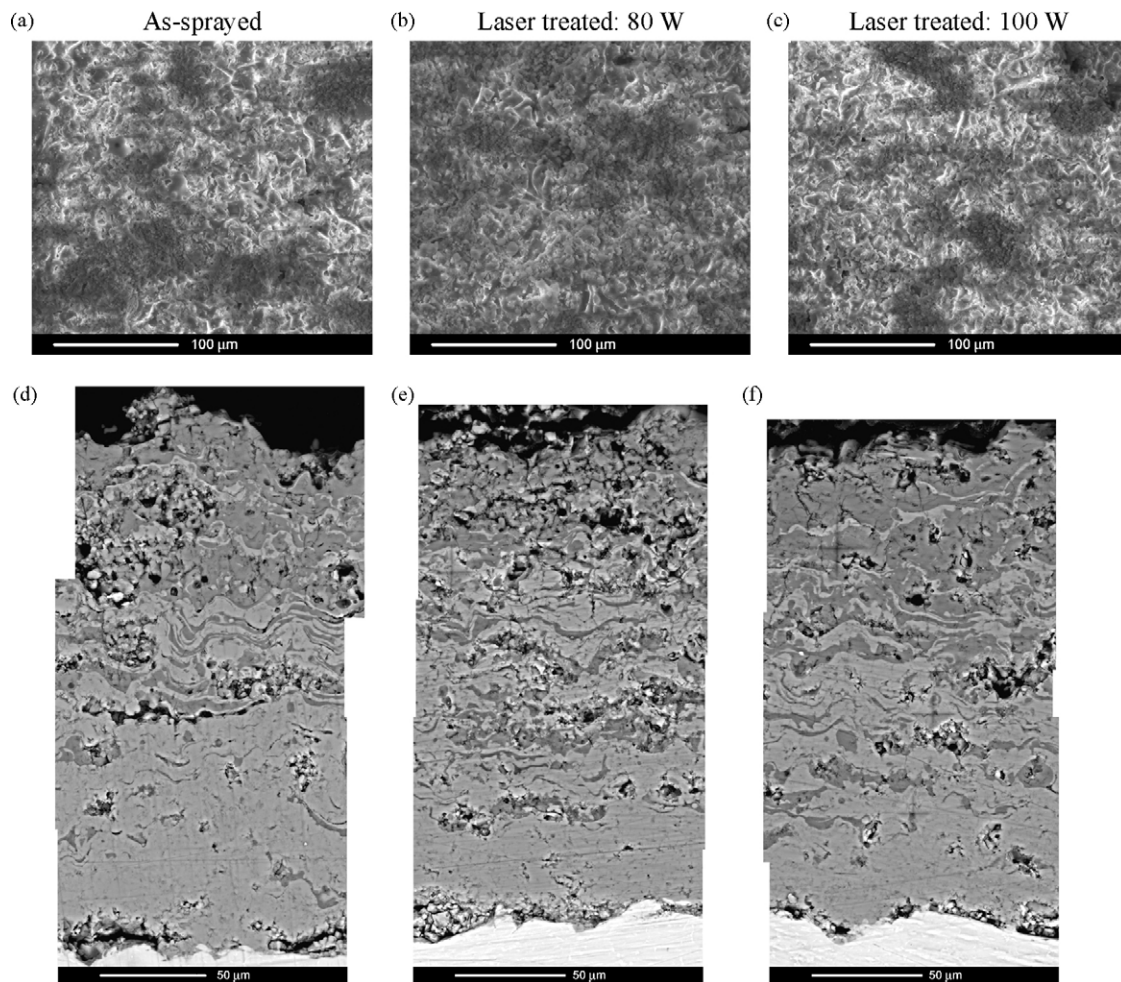 (a) As-sprayed (b) Laser treated: 80 W (c) Laser treated: 100 W
100 µm 100 µm 100 µm
(d) (e) (f)
50 µm 50 µm 50 µm